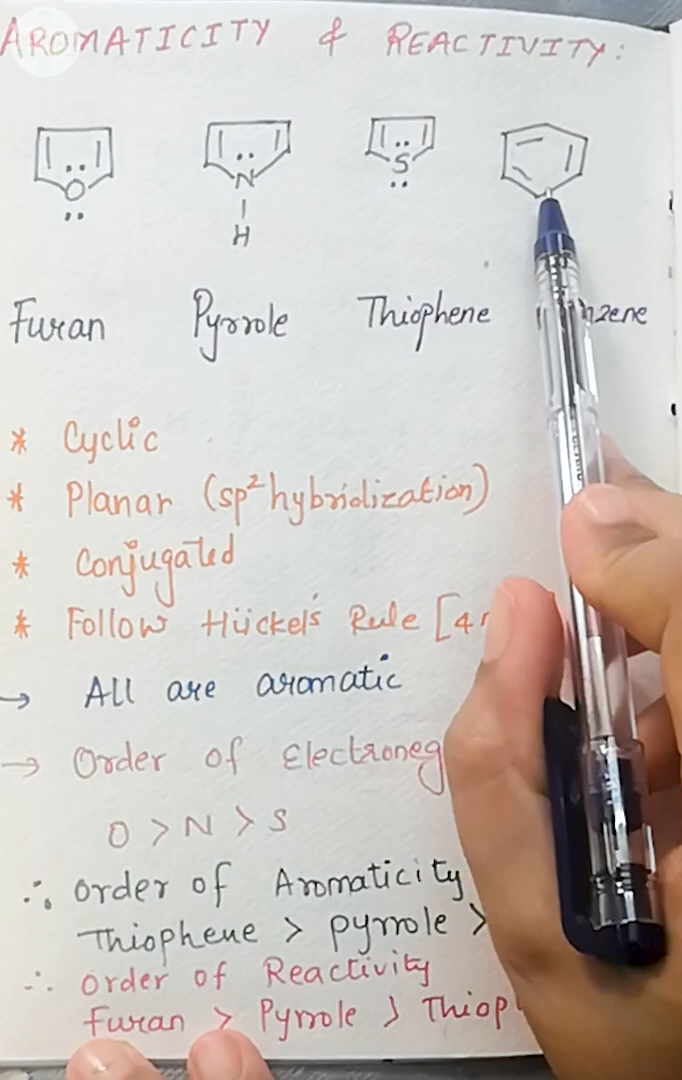 AROMATICITY & REACTIVITY:
O
N
H
S
Furan Pyrrole Thiophene
* Cyclic
* Planar (sp² hybridization)
* Conjugated
* Follow Hückel's Rule [4
→ All are aromatic
→ Order of Electroneg
O > N > S
∴ order of Aromaticity
Thiophene > pyrrole >
∴ order of Reactivity
Furan > Pyrrole > Thiop